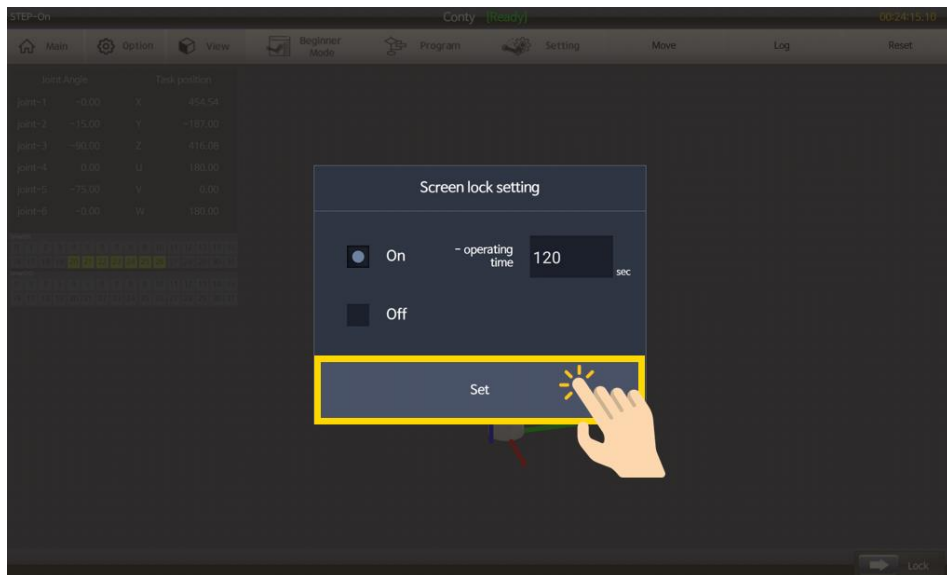 STEP-On
Conty (Ready)
00:24:15.10
Main
Option
View
Beginner
Mode
Program
Setting
Move
Log
Reset
Joint Angle Task position
Joint-1 -0.00 X 454.54
Joint-2 -15.00 Y -187.00
Joint-3 -90.00 Z 416.08
Joint-4 0.00 U 180.00
Joint-5 -75.00 V 0.00
Joint-6 -0.00 W 180.00
Screen lock setting
On
- operating
time
120
sec
Off
Set
Lock